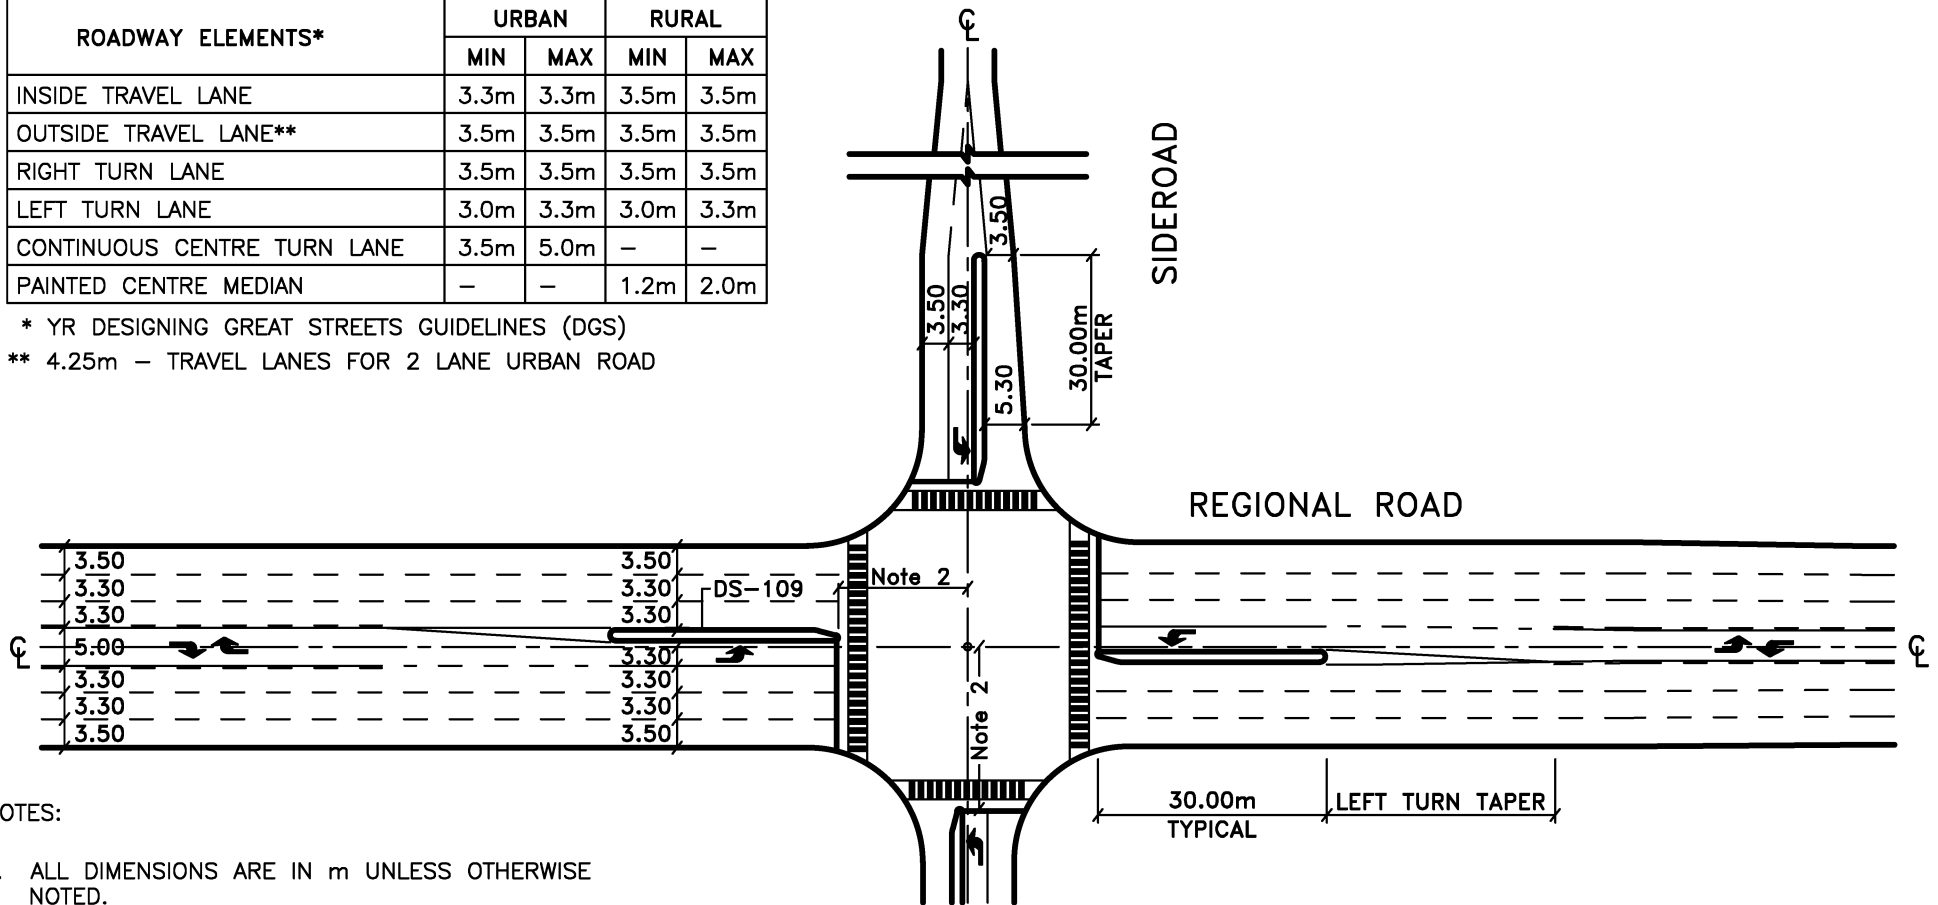 ROADWAY ELEMENTS* URBAN RURAL
MIN MAX MIN MAX
INSIDE TRAVEL LANE 3.3m 3.3m 3.5m 3.5m
OUTSIDE TRAVEL LANE** 3.5m 3.5m 3.5m 3.5m
RIGHT TURN LANE 3.5m 3.5m 3.5m 3.5m
LEFT TURN LANE 3.0m 3.3m 3.0m 3.3m
CONTINUOUS CENTRE TURN LANE 3.5m 5.0m – –
PAINTED CENTRE MEDIAN – – 1.2m 2.0m
* YR DESIGNING GREAT STREETS GUIDELINES (DGS)
** 4.25m – TRAVEL LANES FOR 2 LANE URBAN ROAD
℄
SIDEROAD
3.50
3.50
3.30
5.30
30.00m
TAPER
REGIONAL ROAD
3.50
3.30
3.30
5.00
3.30
3.30
3.50
3.50
3.30
3.30
3.30
3.30
3.50
DS–109
Note 2
Note 2
℄
℄
30.00m
TYPICAL
LEFT TURN TAPER
OTES:
. ALL DIMENSIONS ARE IN m UNLESS OTHERWISE
NOTED.